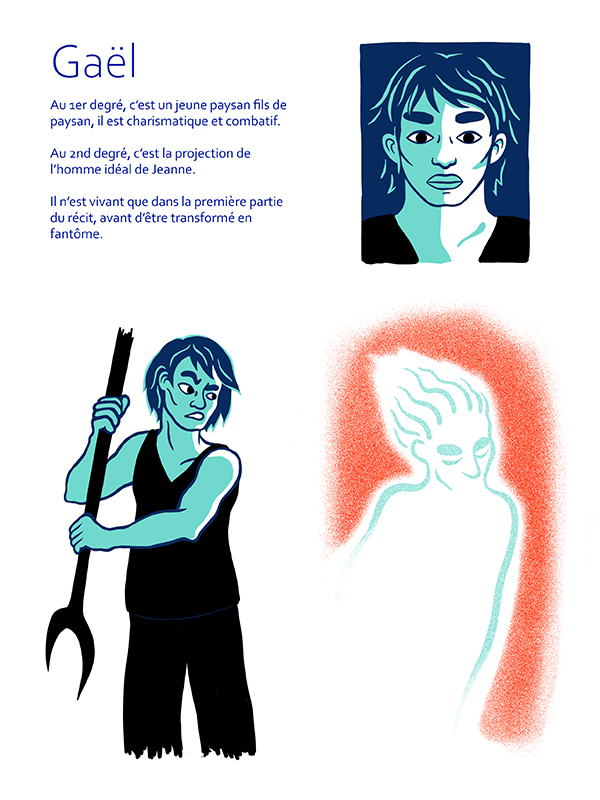 Gaël
Au 1er degré, c'est un jeune paysan fils de
paysan, il est charismatique et combatif.
Au 2nd degré, c'est la projection de
l'homme idéal de Jeanne.
Il n'est vivant que dans la première partie
du récit, avant d'être transformé en
fantôme.